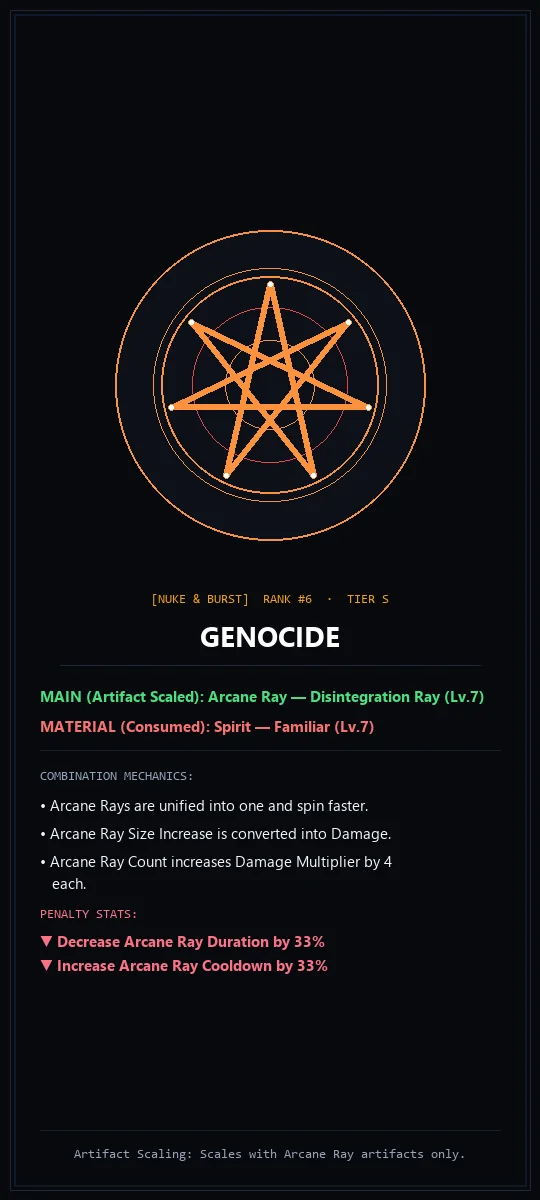 [NUKE & BURST] RANK #6 · TIER S
GENOCIDE
MAIN (Artifact Scaled): Arcane Ray — Disintegration Ray (Lv.7)
MATERIAL (Consumed): Spirit — Familiar (Lv.7)
COMBINATION MECHANICS:
• Arcane Rays are unified into one and spin faster.
• Arcane Ray Size Increase is converted into Damage.
• Arcane Ray Count increases Damage Multiplier by 4
each.
PENALTY STATS:
▼ Decrease Arcane Ray Duration by 33%
▼ Increase Arcane Ray Cooldown by 33%
Artifact Scaling: Scales with Arcane Ray artifacts only.